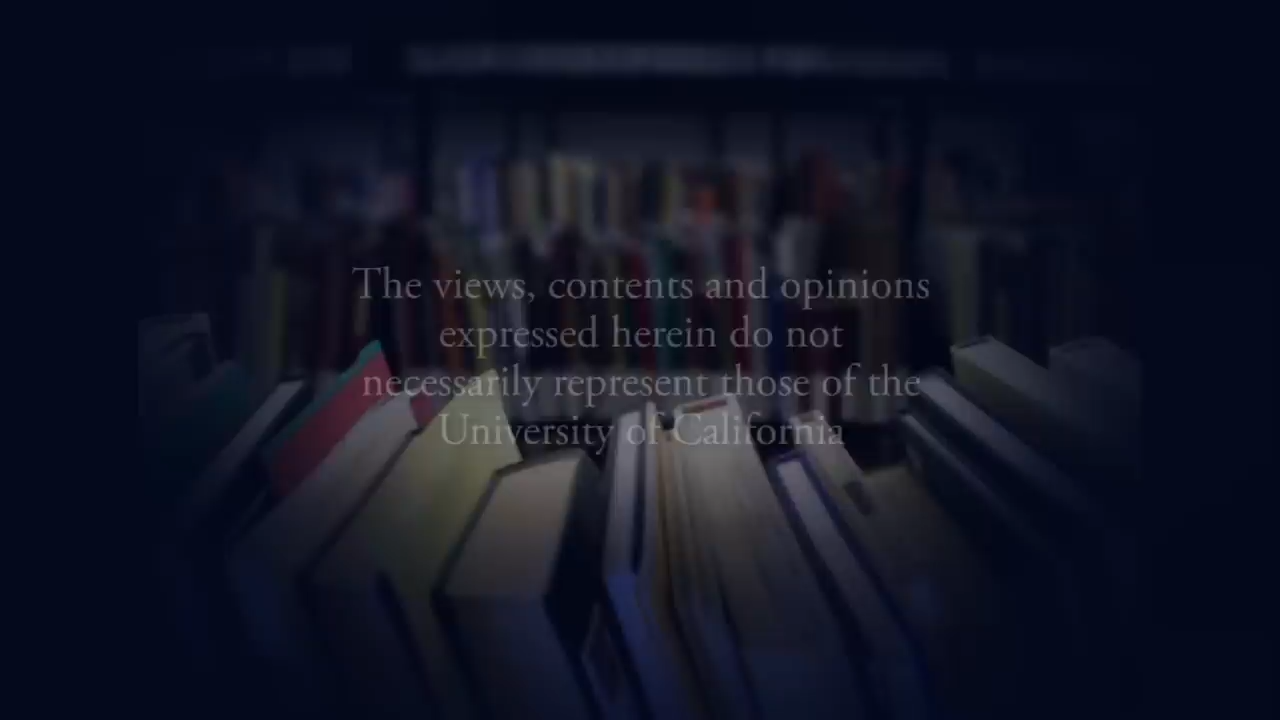 The views, contents and opinions
expressed herein do not
necessarily represent those of the
University of California